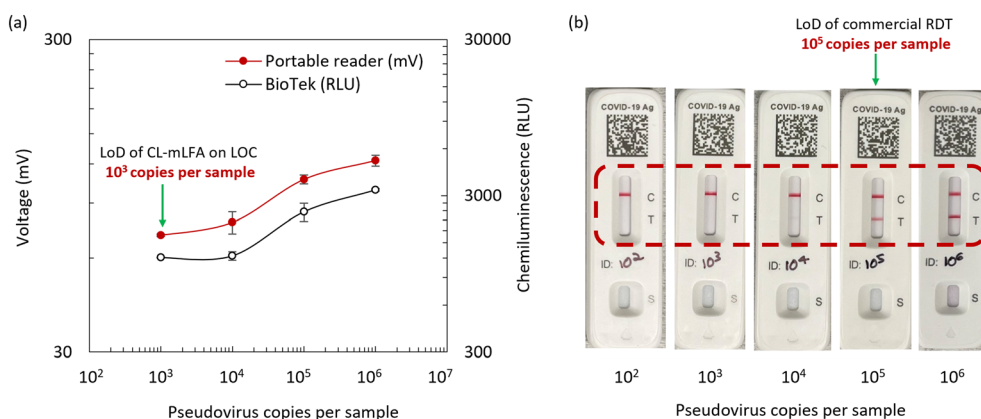 (a)
300
30
Voltage (mV)
Portable reader (mV)
BioTek (RLU)
LoD of CL-mLFA on LOC
10³ copies per sample
30000
3000
300
Chemiluminescence (RLU)
10² 10³ 10⁴ 10⁵ 10⁶ 10⁷
Pseudovirus copies per sample
(b)
LoD of commercial RDT
10⁵ copies per sample
COVID-19 Ag COVID-19 Ag COVID-19 Ag COVID-19 Ag COVID-19 Ag
C C C C C
T T T T T
ID: 10² ID: 10³ ID: 10⁴ ID: 10⁵ ID: 10⁶
S S S S S
10² 10³ 10⁴ 10⁵ 10⁶
Pseudovirus copies per sample